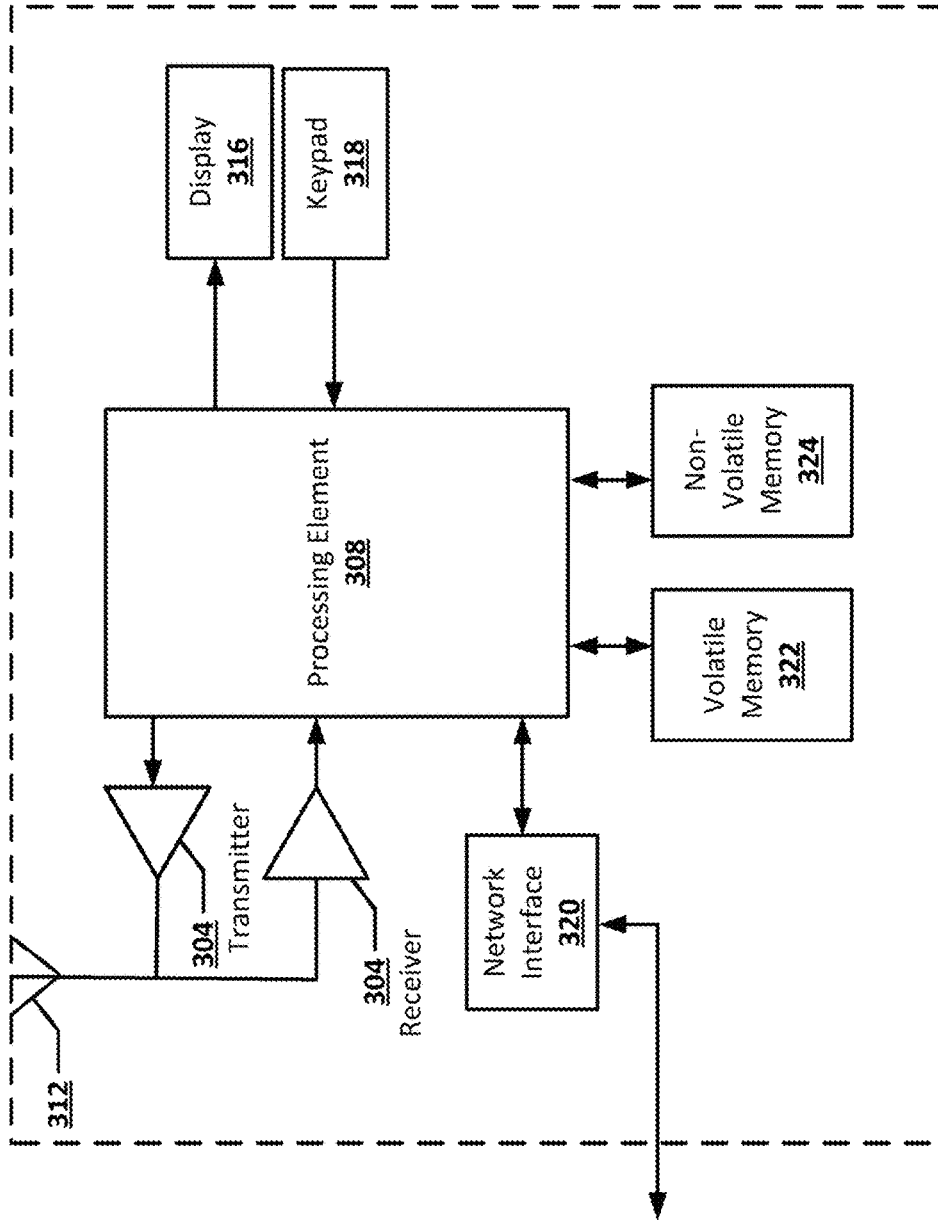 312
304
Transmitter
304
Receiver
Network
Interface
320
Processing Element
308
Display
316
Keypad
318
Volatile
Memory
322
Non-
Volatile
Memory
324